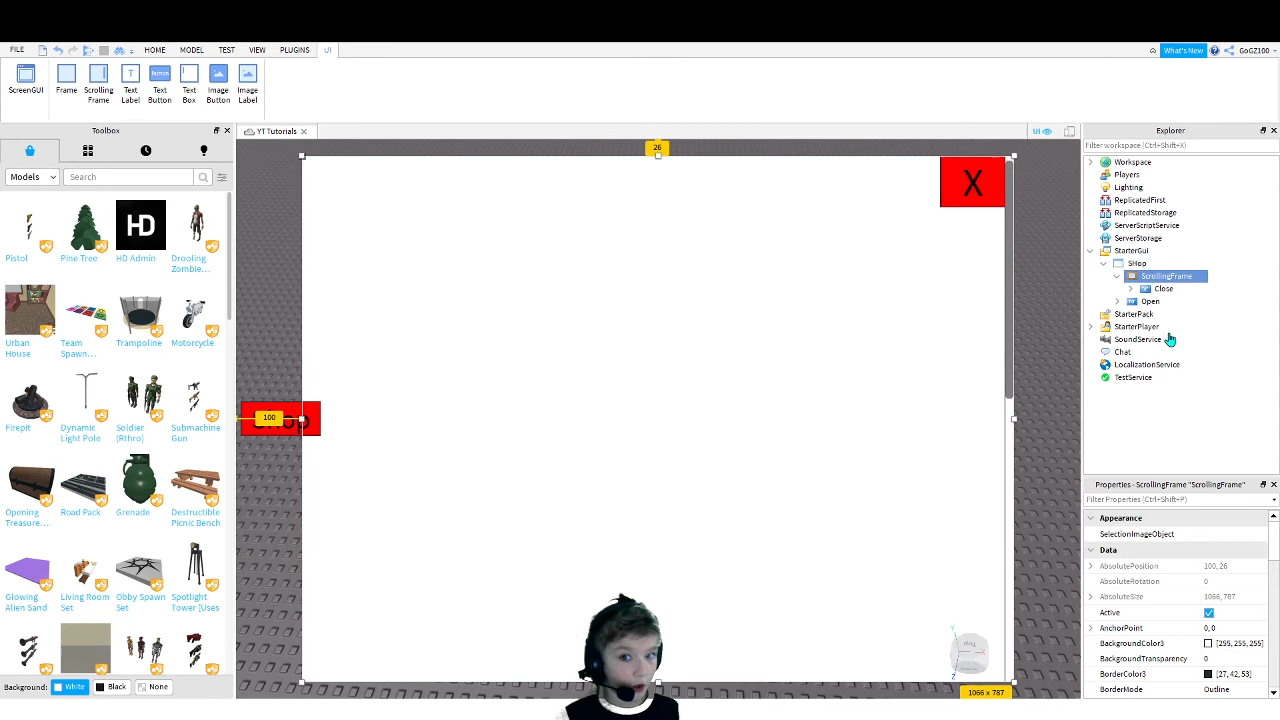 FILE HOME MODEL TEST VIEW PLUGINS UI What's New GoGZ100
ScreenGUI Frame Scrolling Frame Text Label Text Button Text Box Image Button Image Label
Button
T
Toolbox
YT Tutorials
UI
Explorer
Filter workspace (Ctrl+Shift+X)
Models Search
Pistol Pine Tree HD Admin Drooling Zombie...
HD
Urban House Team Spawn... Trampoline Motorcycle
Firepit Dynamic Light Pole Soldier (Rthro) Submachine Gun
Opening Treasure... Road Pack Grenade Destructible Picnic Bench
Glowing Alien Sand Living Room Set Obby Spawn Set Spotlight Tower [Uses
Background: White Black None
26
X
100
Shop
1066 x 787
Workspace
Players
Lighting
ReplicatedFirst
ReplicatedStorage
ServerScriptService
ServerStorage
StarterGui
SHop
ScrollingFrame
Close
Open
StarterPack
StarterPlayer
SoundService
Chat
LocalizationService
TestService
Properties - ScrollingFrame "ScrollingFrame"
Filter Properties (Ctrl+Shift+P)
Appearance
SelectionImageObject
Data
AbsolutePosition 100, 26
AbsoluteRotation 0
AbsoluteSize 1066, 787
Active
AnchorPoint 0, 0
BackgroundColor3 [255,255,255]
BackgroundTransparency 0
BorderColor3 [27,42,53]
BorderMode Outline